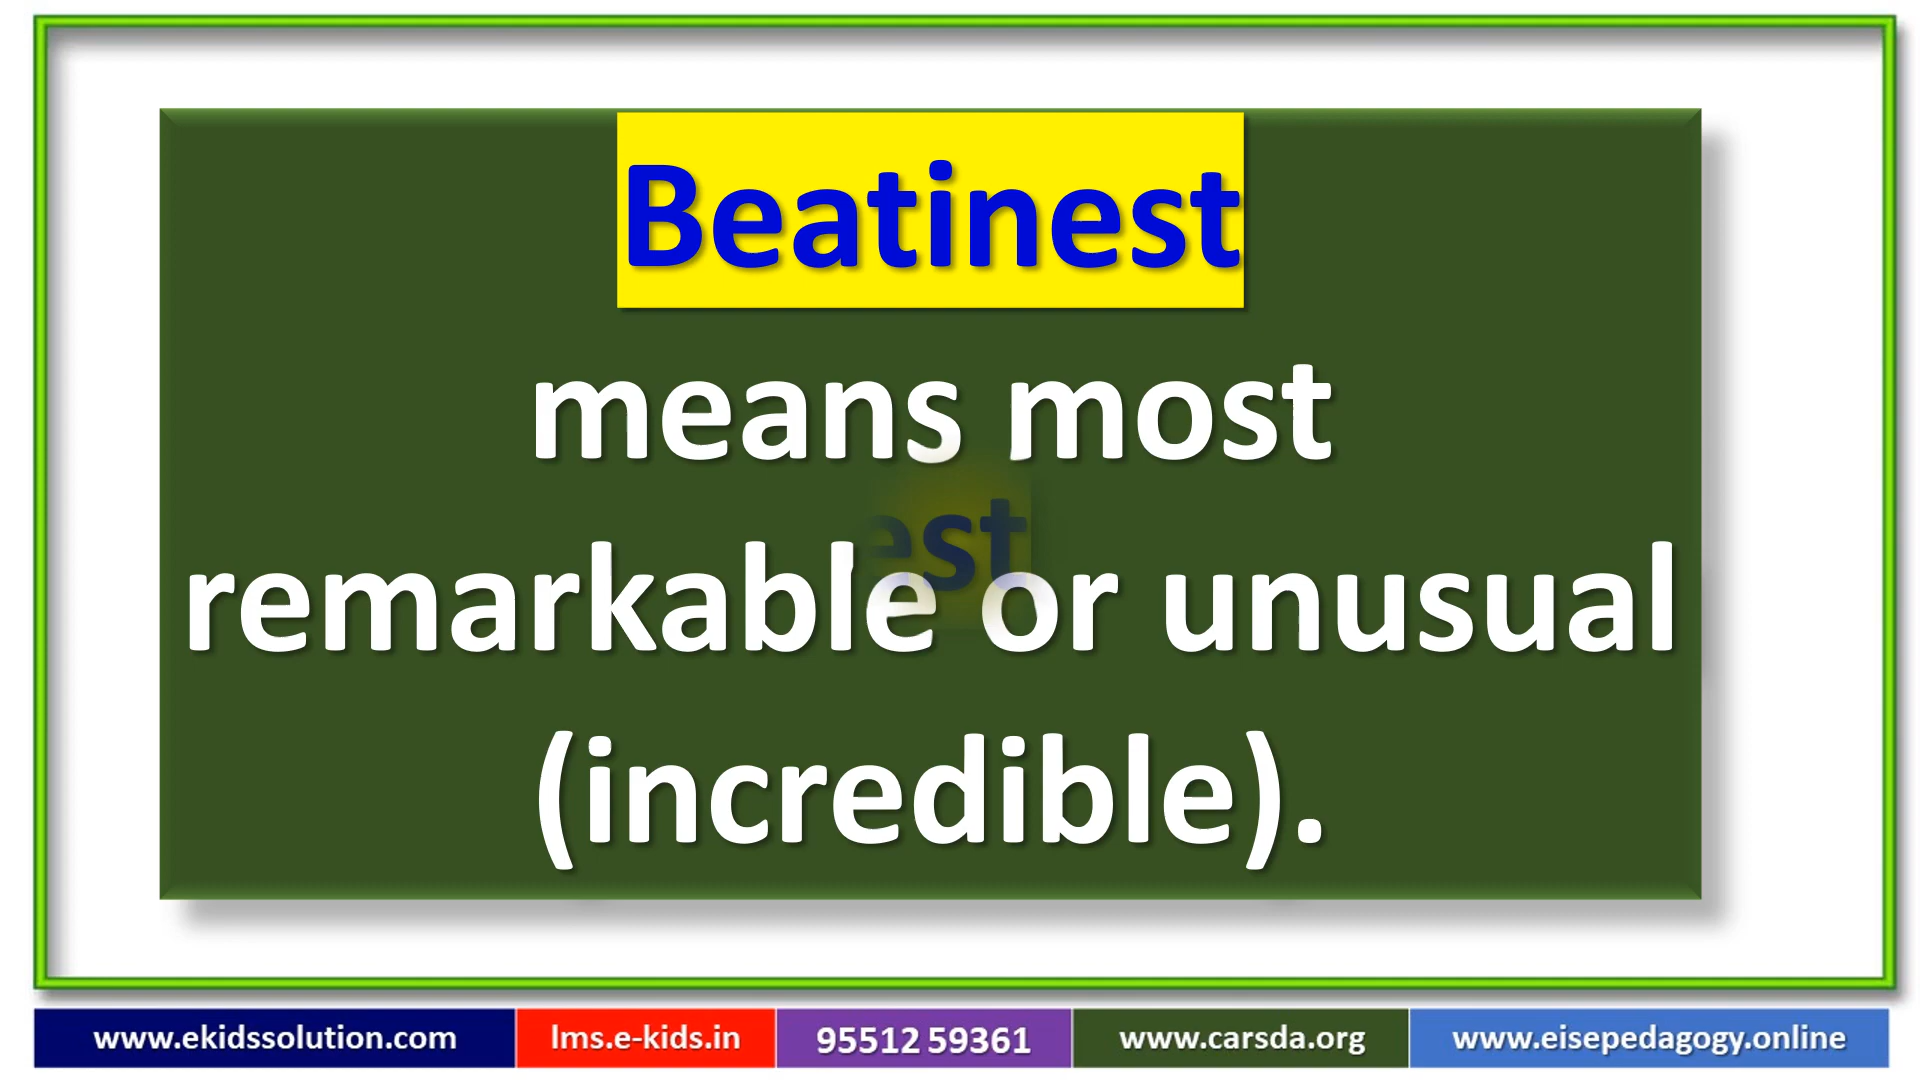 Beatinest
means most
est
remarkable or unusual
(incredible).
www.ekidssolution.com lms.e-kids.in 95512 59361 www.carsda.org www.eisepedagogy.online